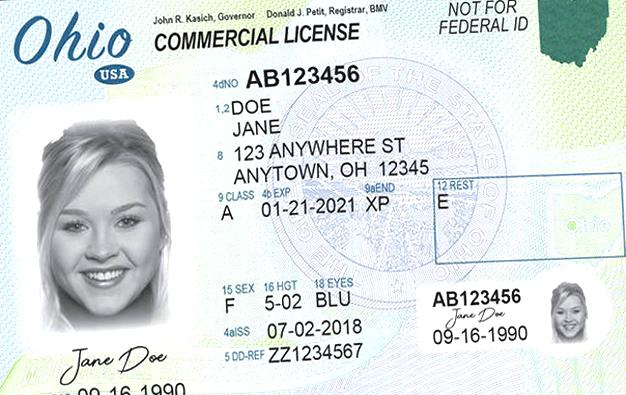 Ohio
USA
John R. Kasich, Governor Donald J. Petit, Registrar, BMV
COMMERCIAL LICENSE
NOT FOR
FEDERAL ID
4dNO AB123456
1,2 DOE
JANE
8 123 ANYWHERE ST
ANYTOWN, OH 12345
9 CLASS 4b EXP 9aEND 12 REST
A 01-21-2021 XP E
Ohio
15 SEX 16 HGT 18 EYES
F 5-02 BLU
4aISS 07-02-2018
5 DD-REF ZZ1234567
AB123456
Jane Doe
09-16-1990
Jane Doe
09-16-1990